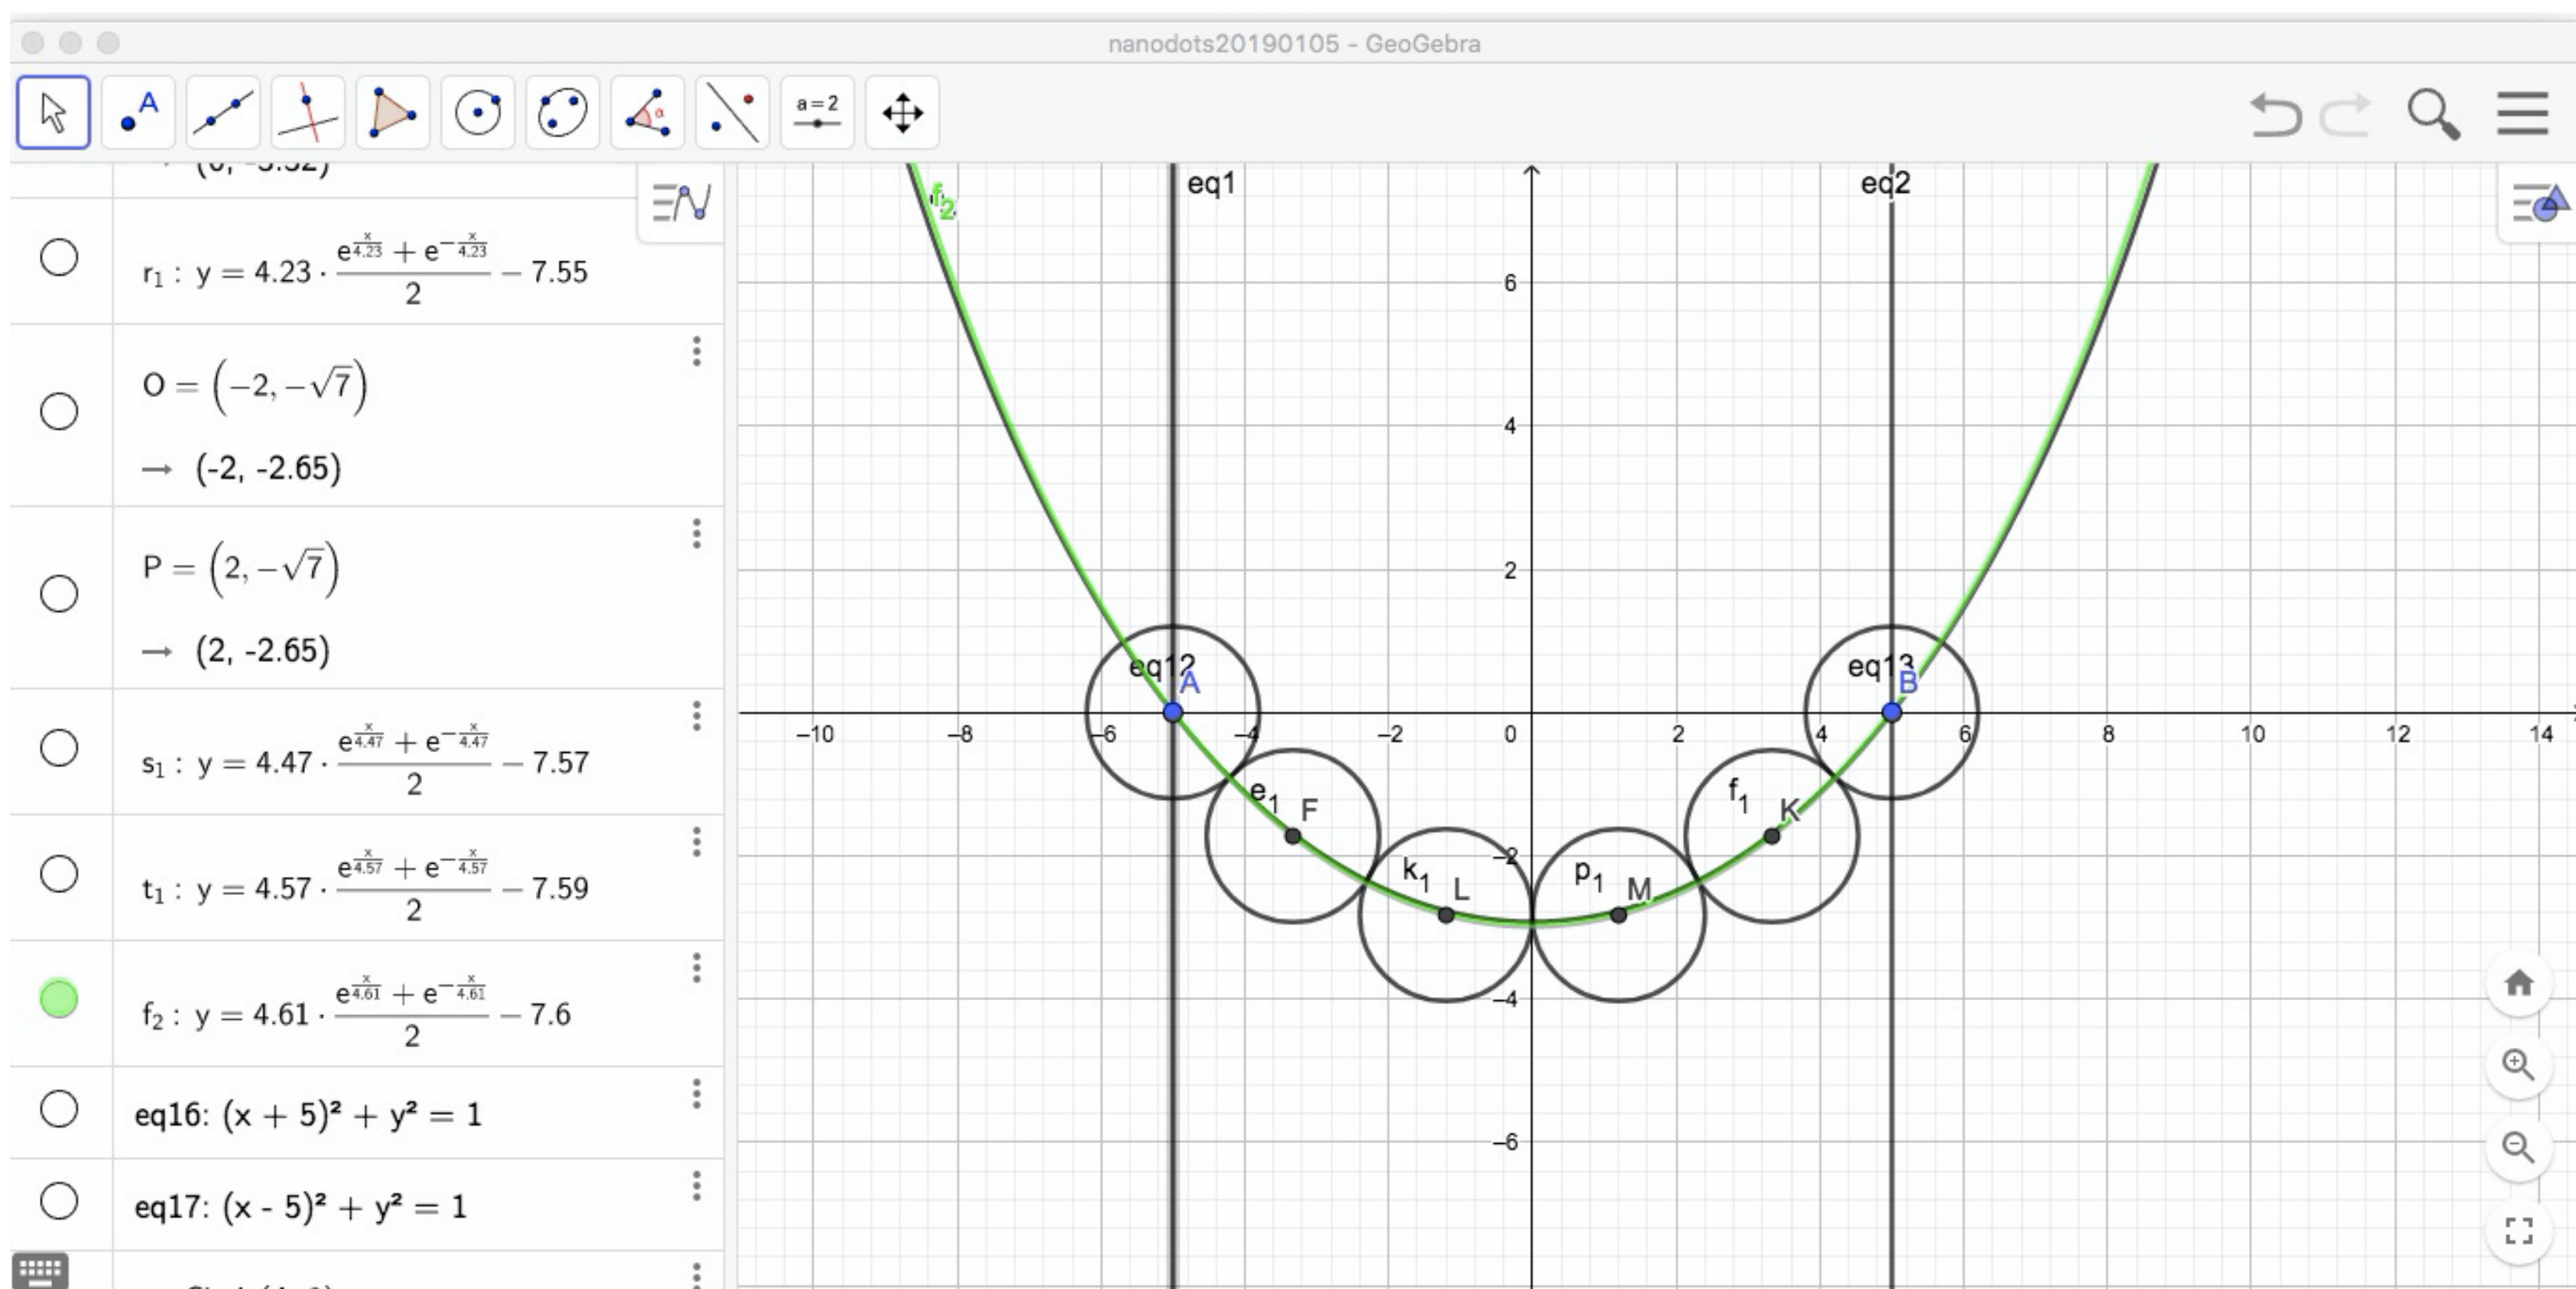 nanodots20190105 - GeoGebra
A
α
a = 2
r₁ : y = 4.23 · (e^(x/4.23) + e^(−x/4.23))/2 − 7.55
O = (−2, −√7)
→ (-2, -2.65)
P = (2, −√7)
→ (2, -2.65)
s₁ : y = 4.47 · (e^(x/4.47) + e^(−x/4.47))/2 − 7.57
t₁ : y = 4.57 · (e^(x/4.57) + e^(−x/4.57))/2 − 7.59
f₂ : y = 4.61 · (e^(x/4.61) + e^(−x/4.61))/2 − 7.6
eq16: (x + 5)² + y² = 1
eq17: (x - 5)² + y² = 1
f₂
eq1
eq2
6
4
2
eq12
A
eq13
B
–10
–8
–6
–4
–2
0
2
4
6
8
10
12
14
e₁
F
f₁
K
–2
k₁
L
p₁
M
–4
–6